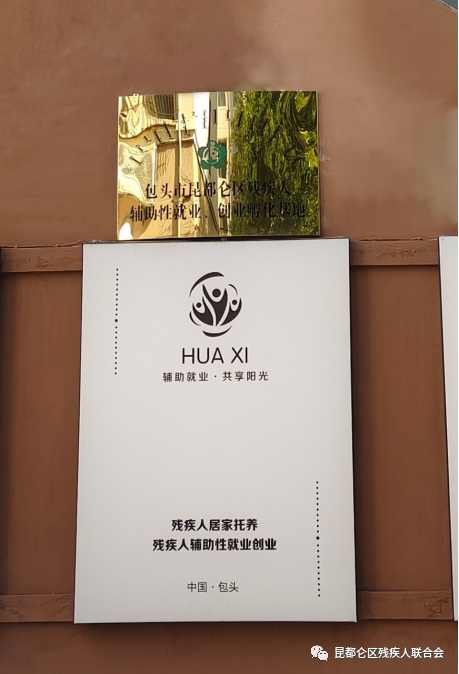 包头市昆都仑区残疾人
辅助性就业、创业孵化基地
HUA XI
辅助就业·共享阳光
残疾人居家托养
残疾人辅助性就业创业
中国·包头
昆都仑区残疾人联合会